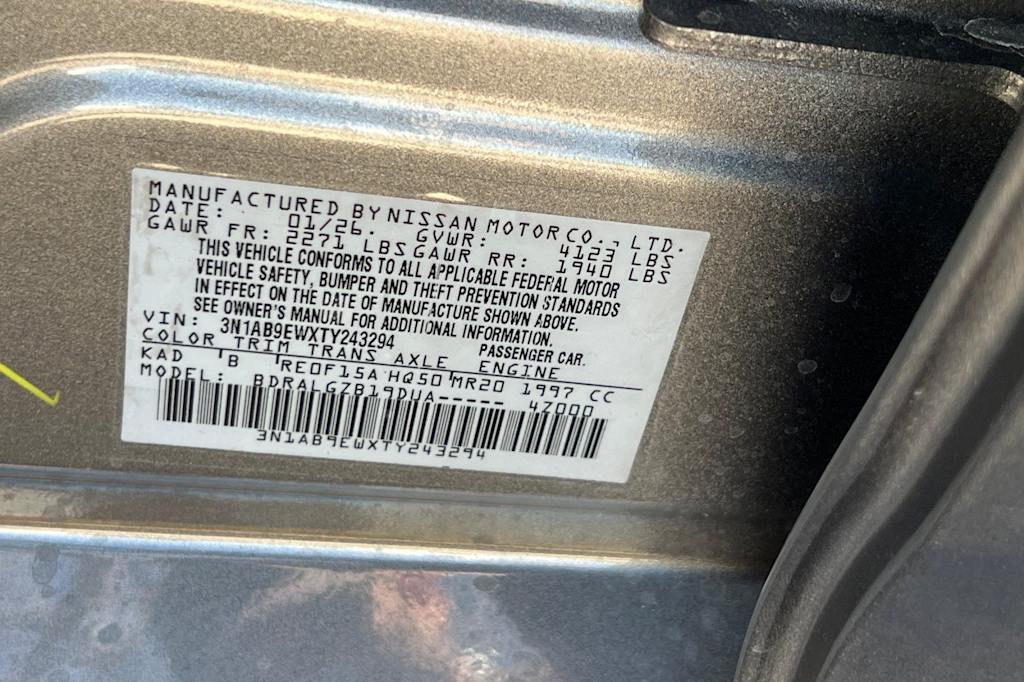 MANUFACTURED BY NISSAN MOTOR CO., LTD.
DATE: 01/26. GVWR: 4123 LBS
GAWR FR: 2271 LBS GAWR RR: 1940 LBS
THIS VEHICLE CONFORMS TO ALL APPLICABLE FEDERAL MOTOR
VEHICLE SAFETY, BUMPER AND THEFT PREVENTION STANDARDS
IN EFFECT ON THE DATE OF MANUFACTURE SHOWN ABOVE.
SEE OWNER'S MANUAL FOR ADDITIONAL INFORMATION.
VIN: 3N1AB9EWXTY243294 PASSENGER CAR.
COLOR TRIM TRANS AXLE ENGINE
KAD B RE0F15A HQ50 MR20 1997 CC
MODEL: BDRALGZB19DUA----- 4Z000
3N1AB9EWXTY243294